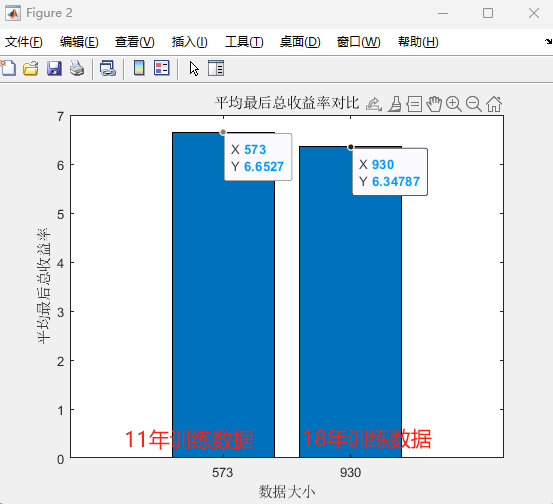 Figure 2
文件(F) 编辑(E) 查看(V) 插入(I) 工具(T) 桌面(D) 窗口(W) 帮助(H)
平均最后总收益率对比
7
6
5
4
3
2
1
0
平均最后总收益率
X 573
Y 6.6527
X 930
Y 6.34787
11年训练数据
18年训练数据
573
930
数据大小